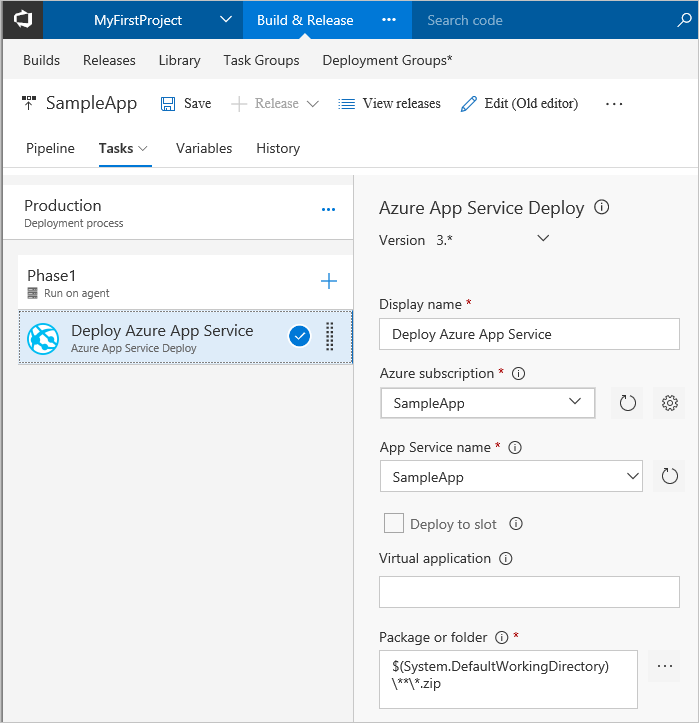 MyFirstProject
Build & Release
...
Search code
Builds
Releases
Library
Task Groups
Deployment Groups*
SampleApp
Save
Release
View releases
Edit (Old editor)
...
Pipeline
Tasks
Variables
History
Production
...
Deployment process
Phase1
Run on agent
Deploy Azure App Service
Azure App Service Deploy
Azure App Service Deploy
Version 3.*
Display name *
Deploy Azure App Service
Azure subscription *
SampleApp
App Service name *
SampleApp
Deploy to slot
Virtual application
Package or folder *
$(System.DefaultWorkingDirectory)
\**\*.zip
...